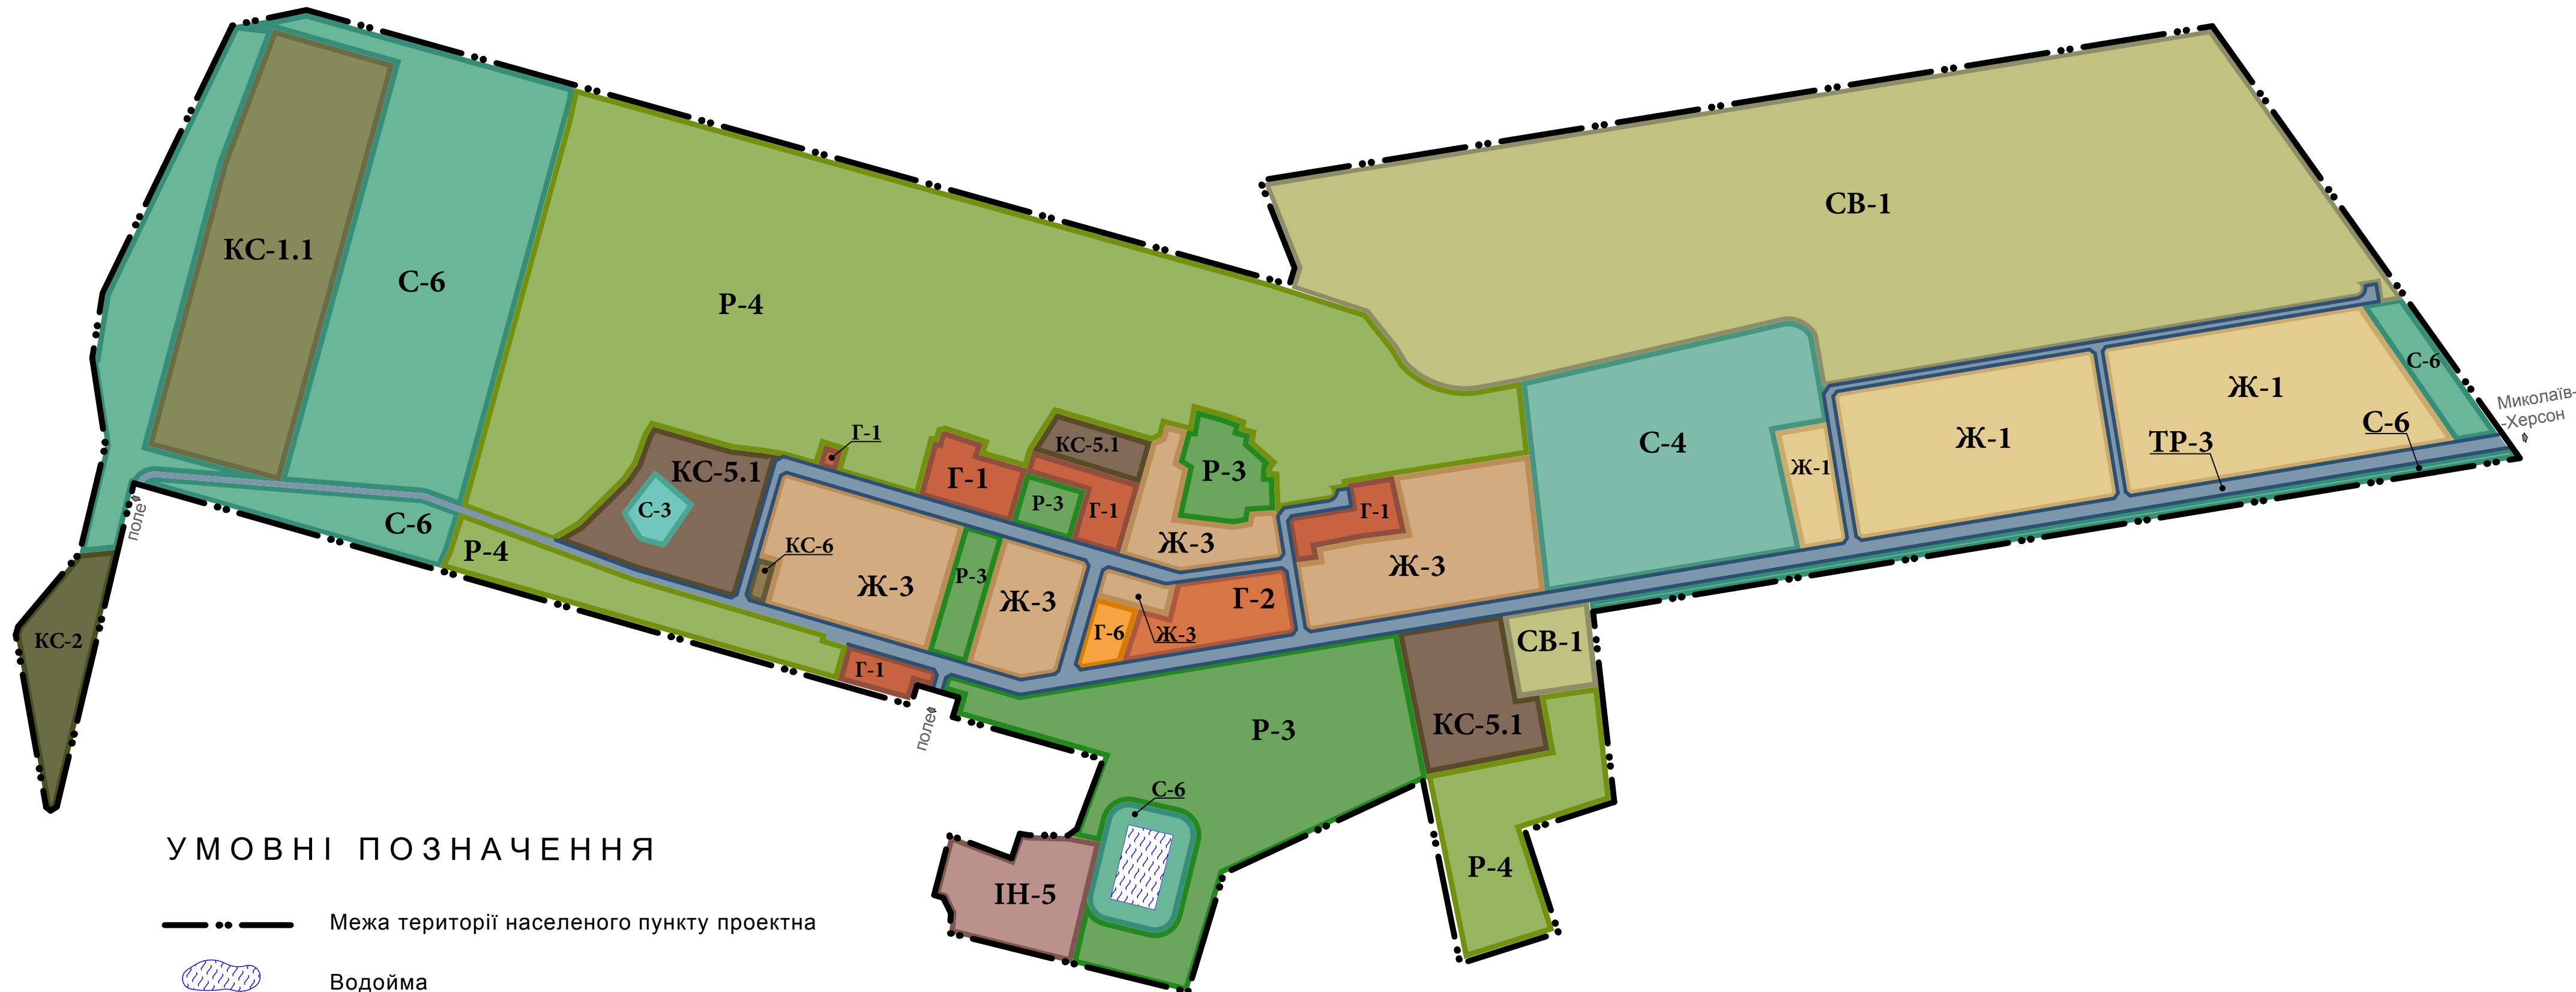 СВ-1
КС-1.1
С-6
Р-4
С-6
Миколаїв-
-Херсон
Ж-1
Г-1
КС-5.1
С-6
ТР-3
Ж-1
С-4
Ж-1
КС-5.1
Р-3
Г-1
Р-3
Г-1
Г-1
С-3
поле
С-6
Р-4
Ж-3
КС-6
Ж-3
Р-3
Ж-3
Ж-3
Г-2
Г-6
Ж-3
КС-2
СВ-1
Г-1
поле
Р-3
КС-5.1
С-6
УМОВНІ ПОЗНАЧЕННЯ
Р-4
ІН-5
Межа території населеного пункту проектна
Водойма